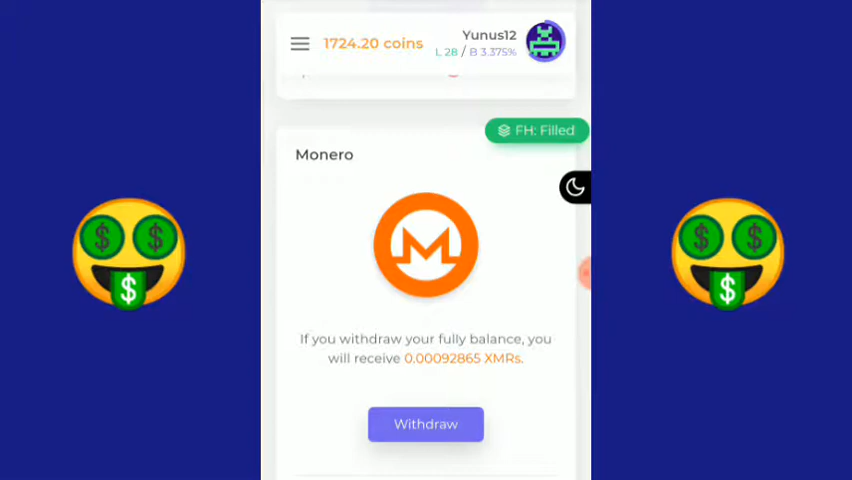 1724.20 coins
Yunus12
L 28 / B 3.375%
FH: Filled
Monero
If you withdraw your fully balance, you
will receive 0.00092865 XMRs.
Withdraw